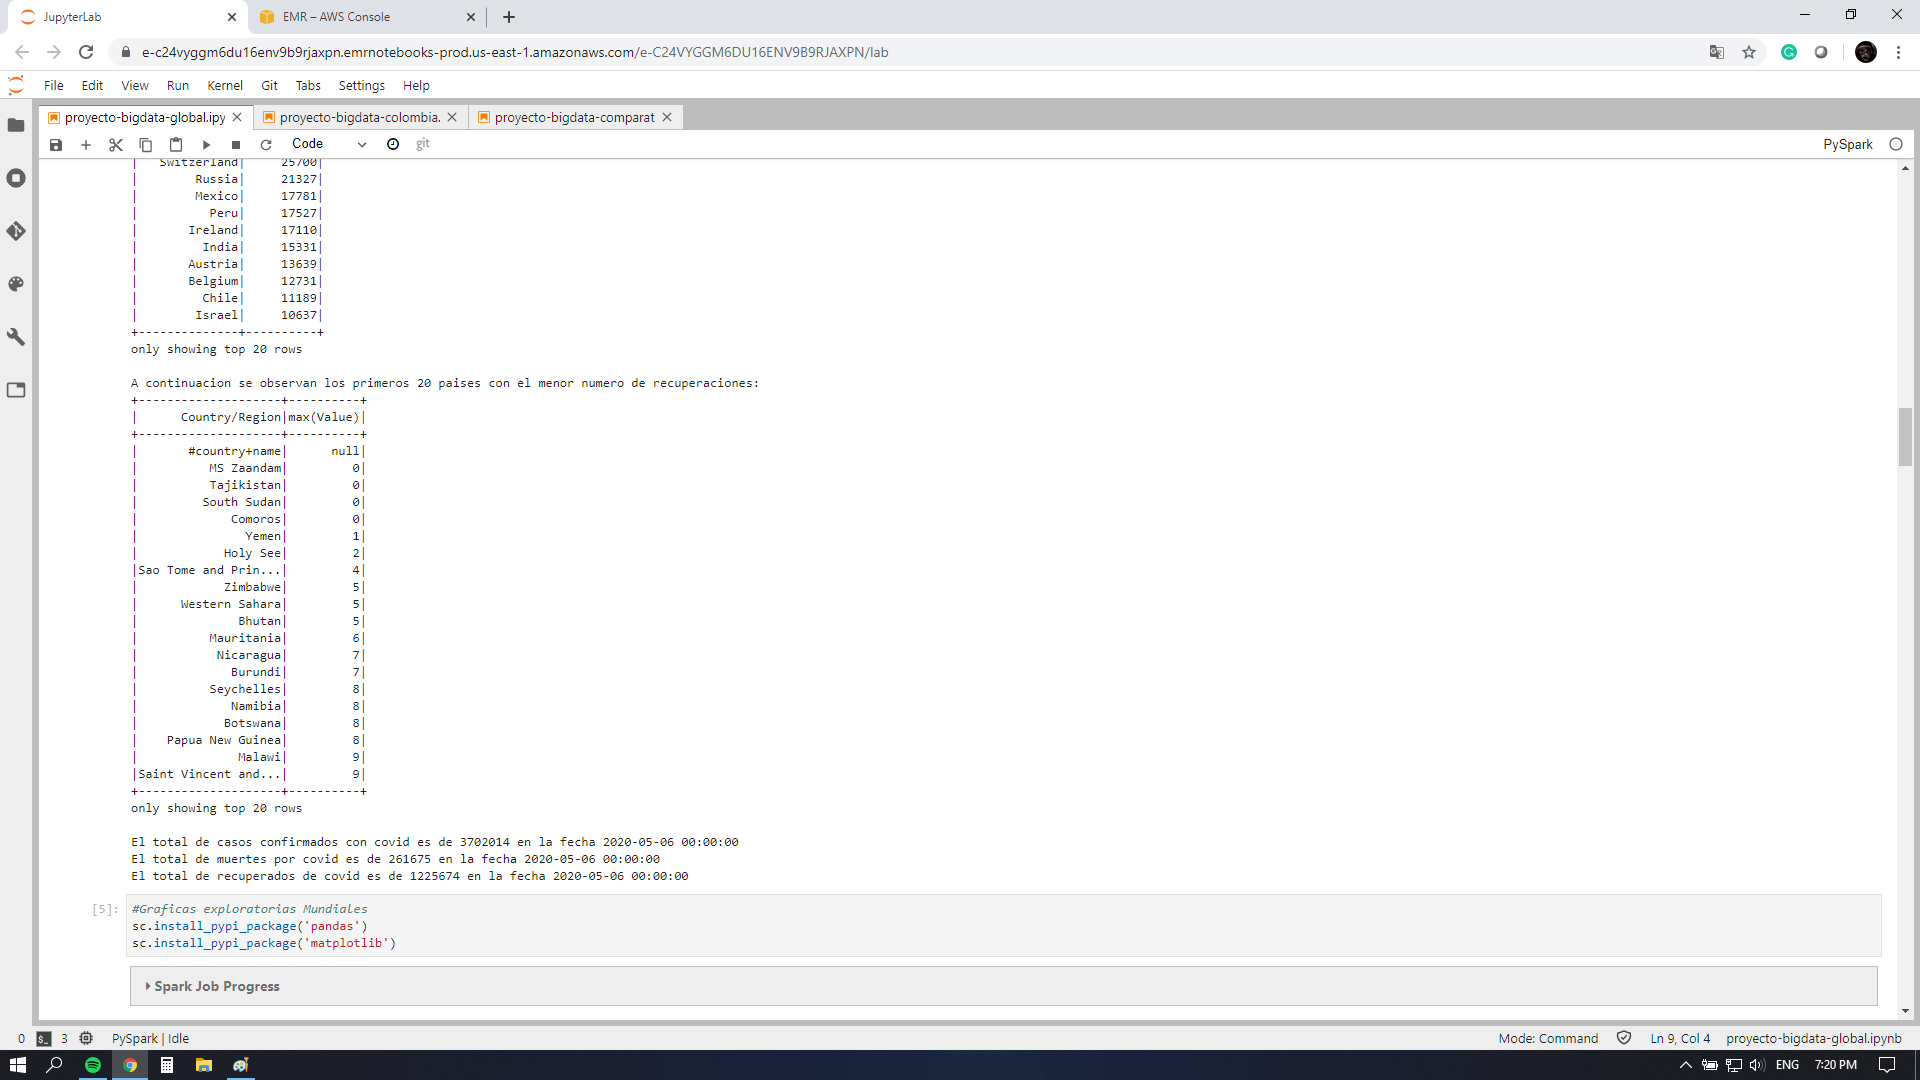 JupyterLab
EMR – AWS Console
e-c24vyggm6du16env9b9rjaxpn.emrnotebooks-prod.us-east-1.amazonaws.com/e-C24VYGGM6DU16ENV9B9RJAXPN/lab
File Edit View Run Kernel Git Tabs Settings Help
proyecto-bigdata-global.ipy proyecto-bigdata-colombia. proyecto-bigdata-comparat
Code git PySpark
| Switzerland| 25700|
| Russia| 21327|
| Mexico| 17781|
| Peru| 17527|
| Ireland| 17110|
| India| 15331|
| Austria| 13639|
| Belgium| 12731|
| Chile| 11189|
| Israel| 10637|
+--------------+----------+
only showing top 20 rows
A continuacion se observan los primeros 20 paises con el menor numero de recuperaciones:
+--------------------+----------+
| Country/Region|max(Value)|
+--------------------+----------+
| #country+name| null|
| MS Zaandam| 0|
| Tajikistan| 0|
| South Sudan| 0|
| Comoros| 0|
| Yemen| 1|
| Holy See| 2|
|Sao Tome and Prin...| 4|
| Zimbabwe| 5|
| Western Sahara| 5|
| Bhutan| 5|
| Mauritania| 6|
| Nicaragua| 7|
| Burundi| 7|
| Seychelles| 8|
| Namibia| 8|
| Botswana| 8|
| Papua New Guinea| 8|
| Malawi| 9|
|Saint Vincent and...| 9|
+--------------------+----------+
only showing top 20 rows
El total de casos confirmados con covid es de 3702014 en la fecha 2020-05-06 00:00:00
El total de muertes por covid es de 261675 en la fecha 2020-05-06 00:00:00
El total de recuperados de covid es de 1225674 en la fecha 2020-05-06 00:00:00
[5]: #Graficas exploratorias Mundiales
sc.install_pypi_package('pandas')
sc.install_pypi_package('matplotlib')
Spark Job Progress
0 $_ 3 PySpark | Idle Mode: Command Ln 9, Col 4 proyecto-bigdata-global.ipynb
ENG 7:20 PM